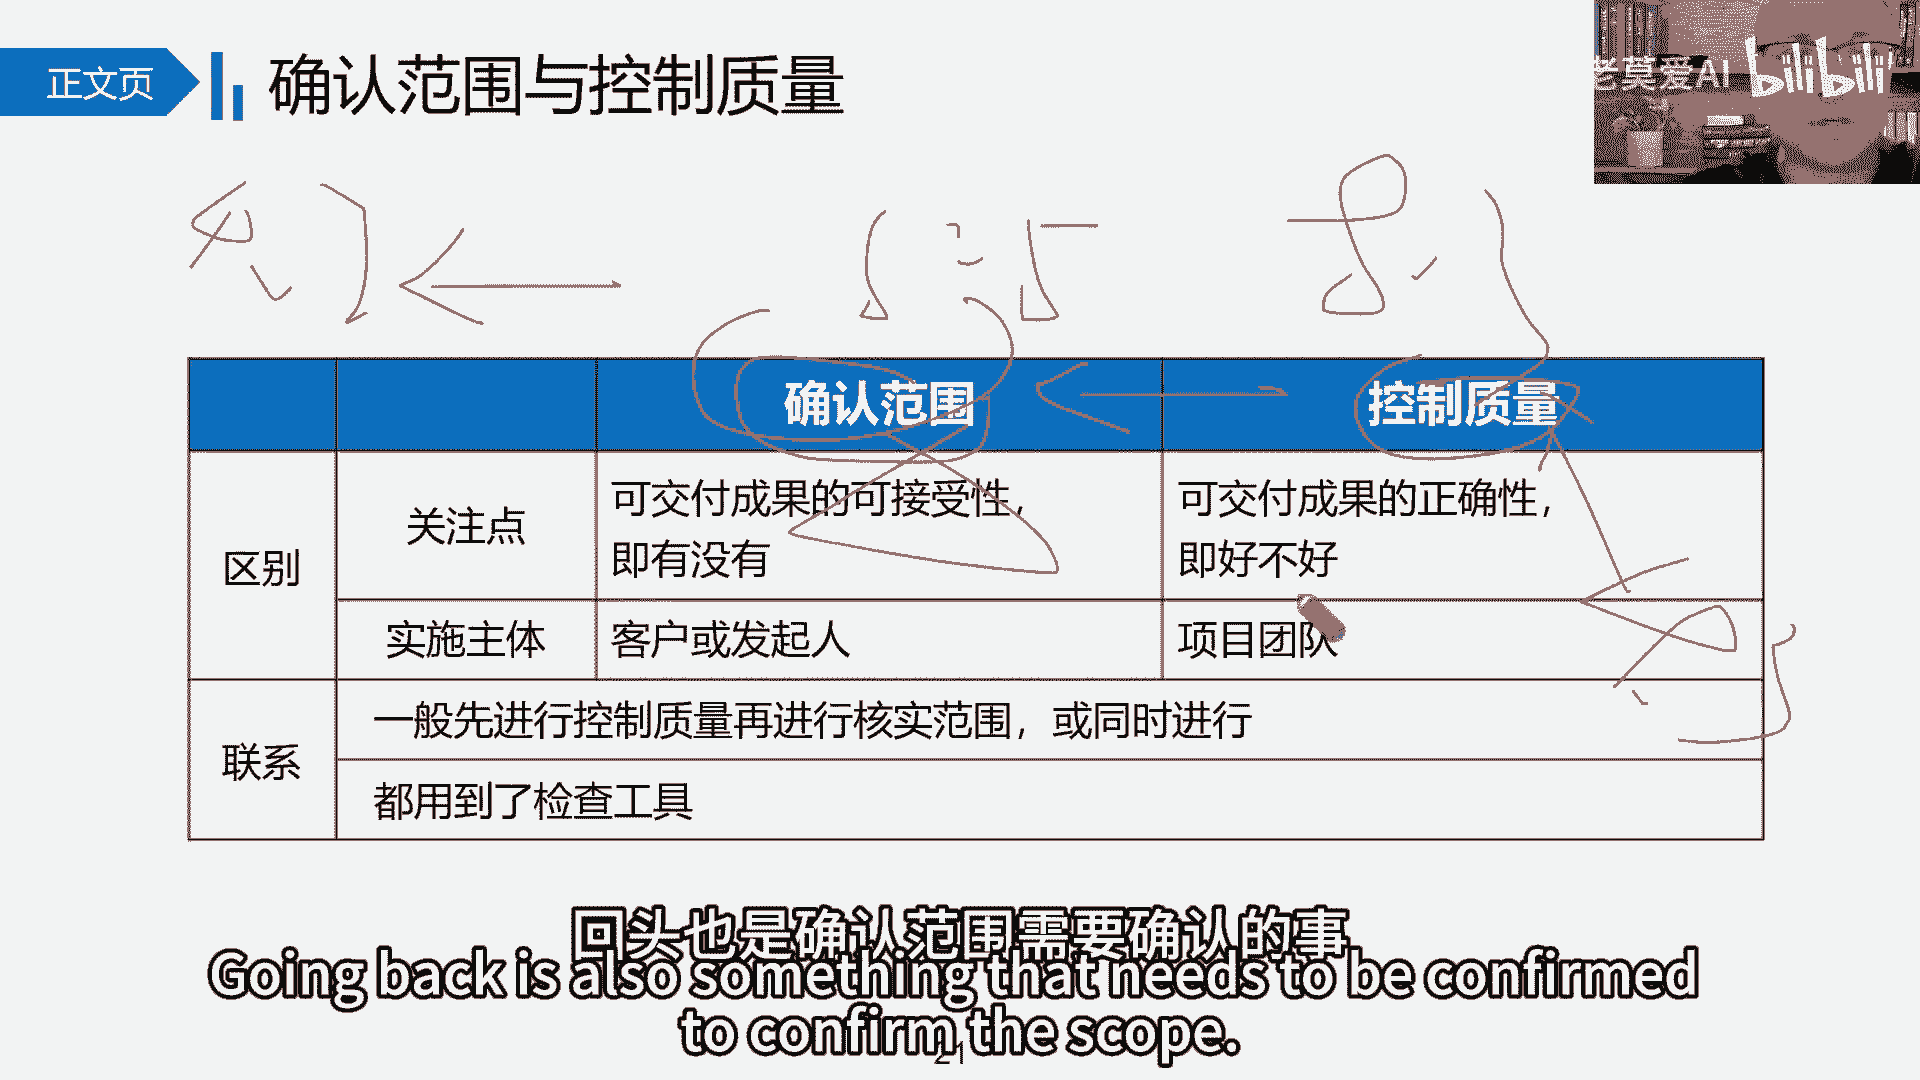 正文页
确认范围与控制质量
老莫爱AI
bilibili
5.5
8.3
确认范围
控制质量
区别
关注点
可交付成果的可接受性，
即有没有
可交付成果的正确性，
即好不好
实施主体
客户或发起人
项目团队
联系
一般先进行控制质量再进行核实范围，或同时进行
都用到了检查工具
回头也是确认范围需要确认的事
Going back is also something that needs to be confirmed
to confirm the scope.
21